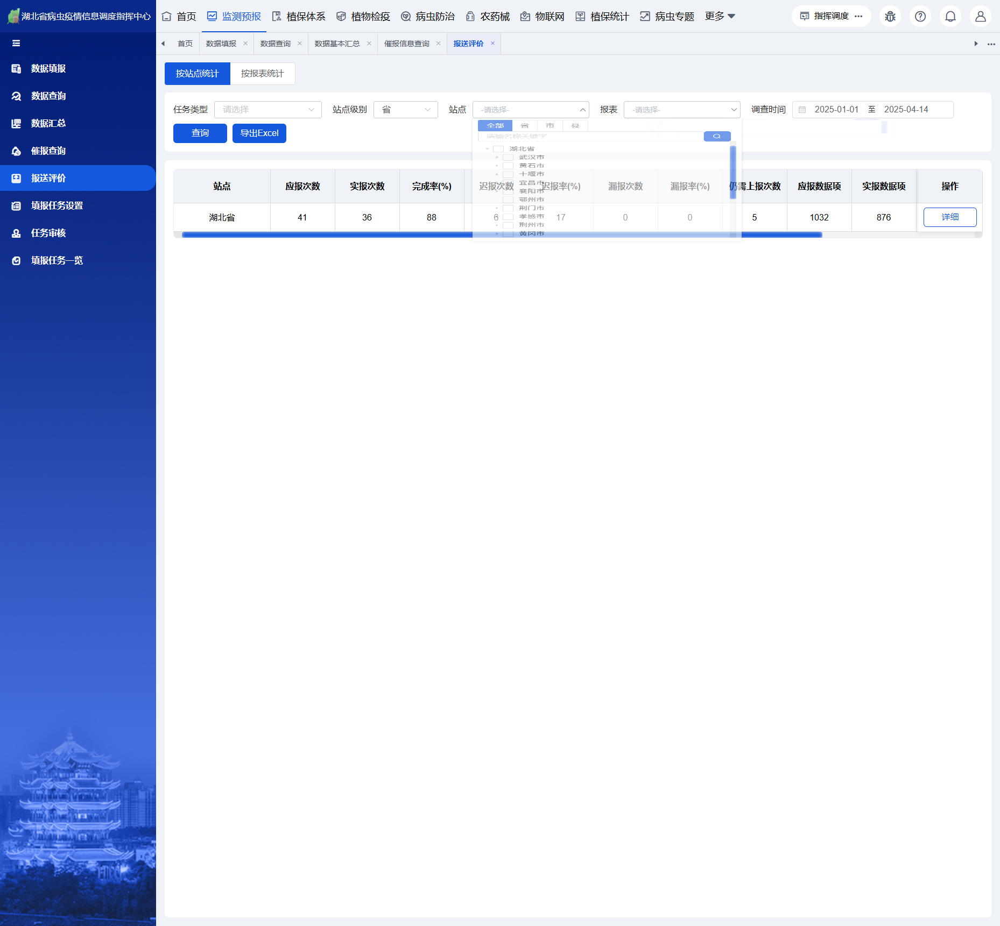 湖北省病虫疫情信息调度指挥中心
首页 监测预报 植保体系 植物检疫 病虫防治 农药械 物联网 植保统计 病虫专题 更多 指挥调度
首页 数据填报 数据查询 数据基本汇总 催报信息查询 报送评价
数据填报
数据查询
数据汇总
催报查询
报送评价
填报任务设置
任务审核
填报任务一览
按站点统计 按报表统计
任务类型 请选择 站点级别 省 站点 -请选择- 报表 -请选择- 调查时间 2025-01-01 至 2025-04-14
查询 导出Excel
全部 省 市 县
请输名称关键字
湖北省
武汉市
黄石市
十堰市
宜昌市
襄阳市
鄂州市
荆门市
孝感市
荆州市
黄冈市
站点 应报次数 实报次数 完成率(%) 迟报次数 迟报率(%) 漏报次数 漏报率(%) 仍需上报次数 应报数据项 实报数据项 操作
湖北省 41 36 88 6 17 0 0 5 1032 876 详细